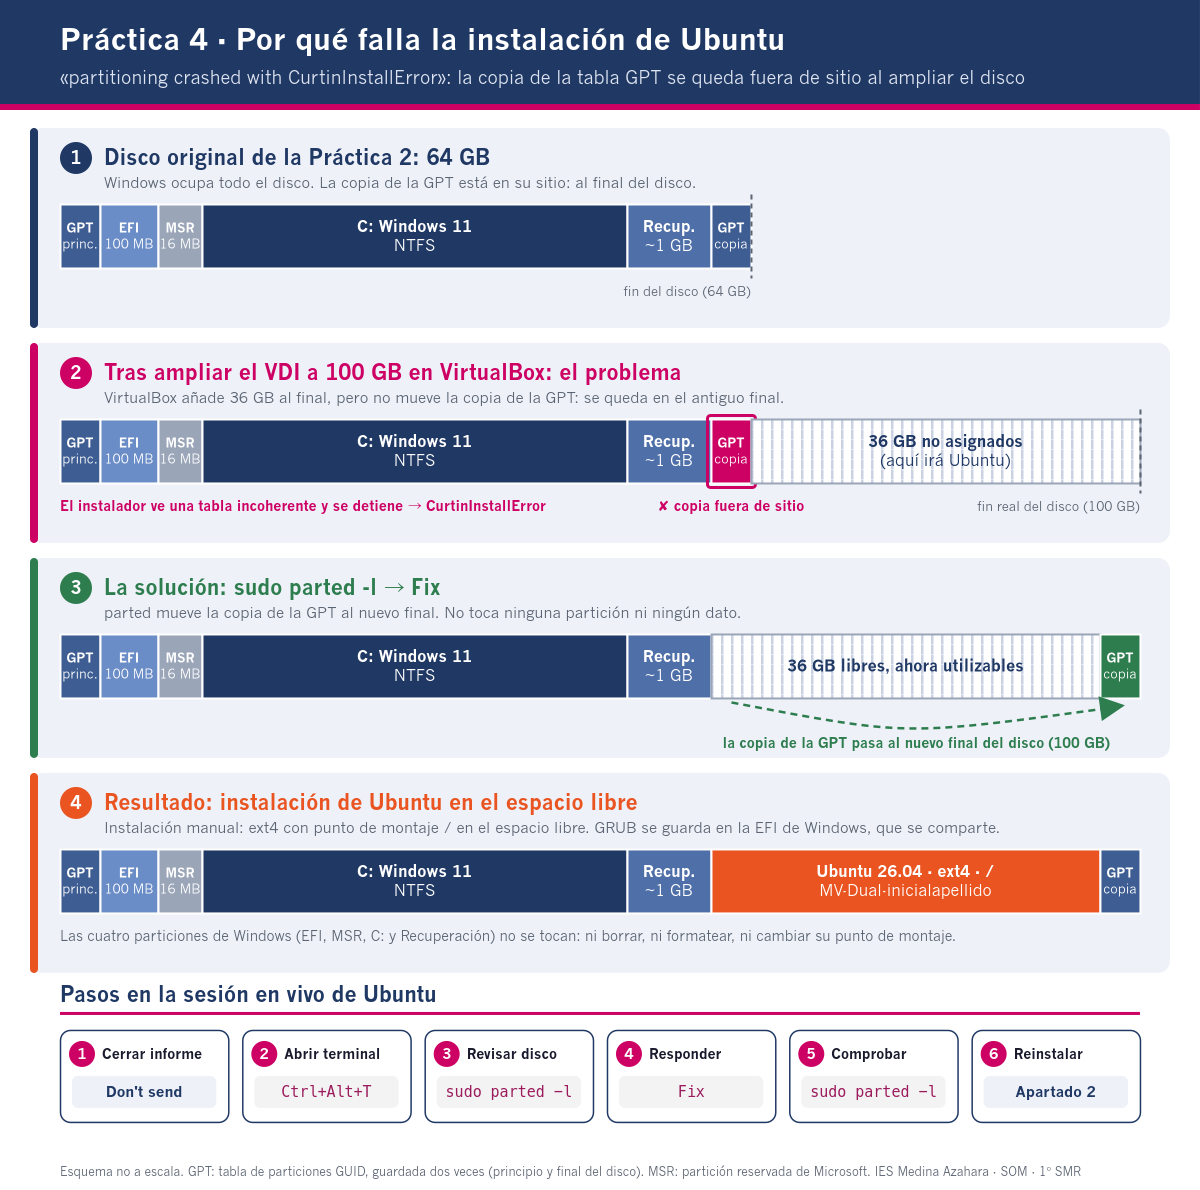 Práctica 4 · Por qué falla la instalación de Ubuntu
«partitioning crashed with CurtinInstallError»: la copia de la tabla GPT se queda fuera de sitio al ampliar el disco
1 Disco original de la Práctica 2: 64 GB
Windows ocupa todo el disco. La copia de la GPT está en su sitio: al final del disco.
GPT EFI MSR C: Windows 11 Recup. GPT
princ. 100 MB 16 MB NTFS ~1 GB copia
fin del disco (64 GB)
2 Tras ampliar el VDI a 100 GB en VirtualBox: el problema
VirtualBox añade 36 GB al final, pero no mueve la copia de la GPT: se queda en el antiguo final.
GPT EFI MSR C: Windows 11 Recup. GPT 36 GB no asignados
princ. 100 MB 16 MB NTFS ~1 GB copia (aquí irá Ubuntu)
El instalador ve una tabla incoherente y se detiene → CurtinInstallError ✘ copia fuera de sitio fin real del disco (100 GB)
3 La solución: sudo parted -l → Fix
parted mueve la copia de la GPT al nuevo final. No toca ninguna partición ni ningún dato.
GPT EFI MSR C: Windows 11 Recup. 36 GB libres, ahora utilizables GPT
princ. 100 MB 16 MB NTFS ~1 GB copia
la copia de la GPT pasa al nuevo final del disco (100 GB)
4 Resultado: instalación de Ubuntu en el espacio libre
Instalación manual: ext4 con punto de montaje / en el espacio libre. GRUB se guarda en la EFI de Windows, que se comparte.
GPT EFI MSR C: Windows 11 Recup. Ubuntu 26.04 · ext4 · / GPT
princ. 100 MB 16 MB NTFS ~1 GB MV-Dual-inicialapellido copia
Las cuatro particiones de Windows (EFI, MSR, C: y Recuperación) no se tocan: ni borrar, ni formatear, ni cambiar su punto de montaje.
Pasos en la sesión en vivo de Ubuntu
1 Cerrar informe 2 Abrir terminal 3 Revisar disco 4 Responder 5 Comprobar 6 Reinstalar
Don't send Ctrl+Alt+T sudo parted -l Fix sudo parted -l Apartado 2
Esquema no a escala. GPT: tabla de particiones GUID, guardada dos veces (principio y final del disco). MSR: partición reservada de Microsoft. IES Medina Azahara · SOM · 1º SMR